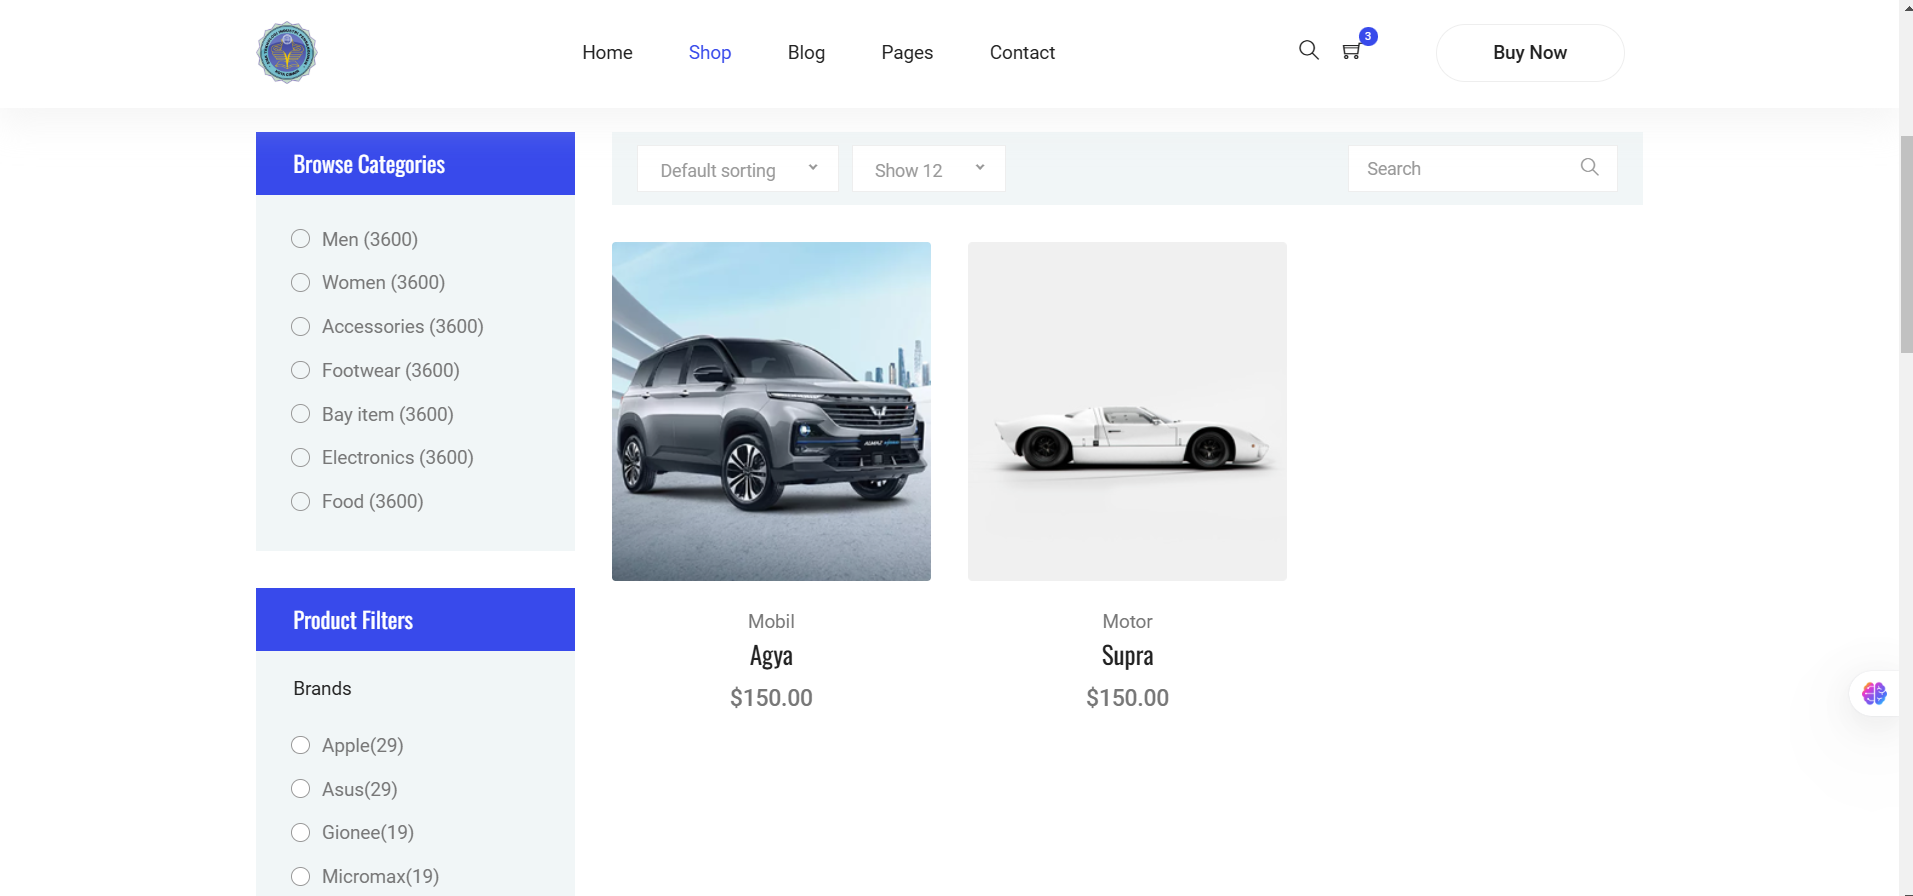 Home
Shop
Blog
Pages
Contact
3
Buy Now
Browse Categories
Men (3600)
Women (3600)
Accessories (3600)
Footwear (3600)
Bay item (3600)
Electronics (3600)
Food (3600)
Product Filters
Brands
Apple(29)
Asus(29)
Gionee(19)
Micromax(19)
Default sorting
Show 12
Search
Mobil
Agya
$150.00
Motor
Supra
$150.00